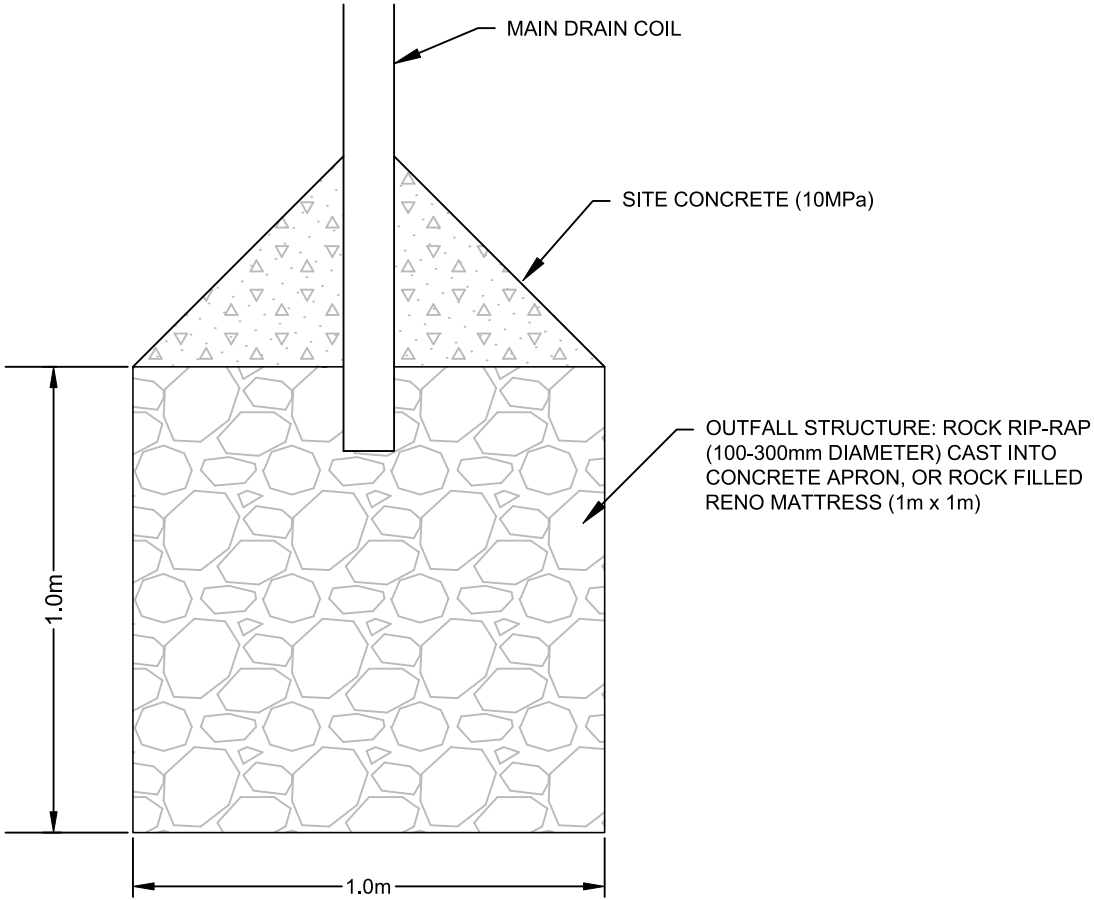 MAIN DRAIN COIL
SITE CONCRETE (10MPa)
OUTFALL STRUCTURE: ROCK RIP-RAP
(100-300mm DIAMETER) CAST INTO
CONCRETE APRON, OR ROCK FILLED
RENO MATTRESS (1m x 1m)
1.0m
1.0m